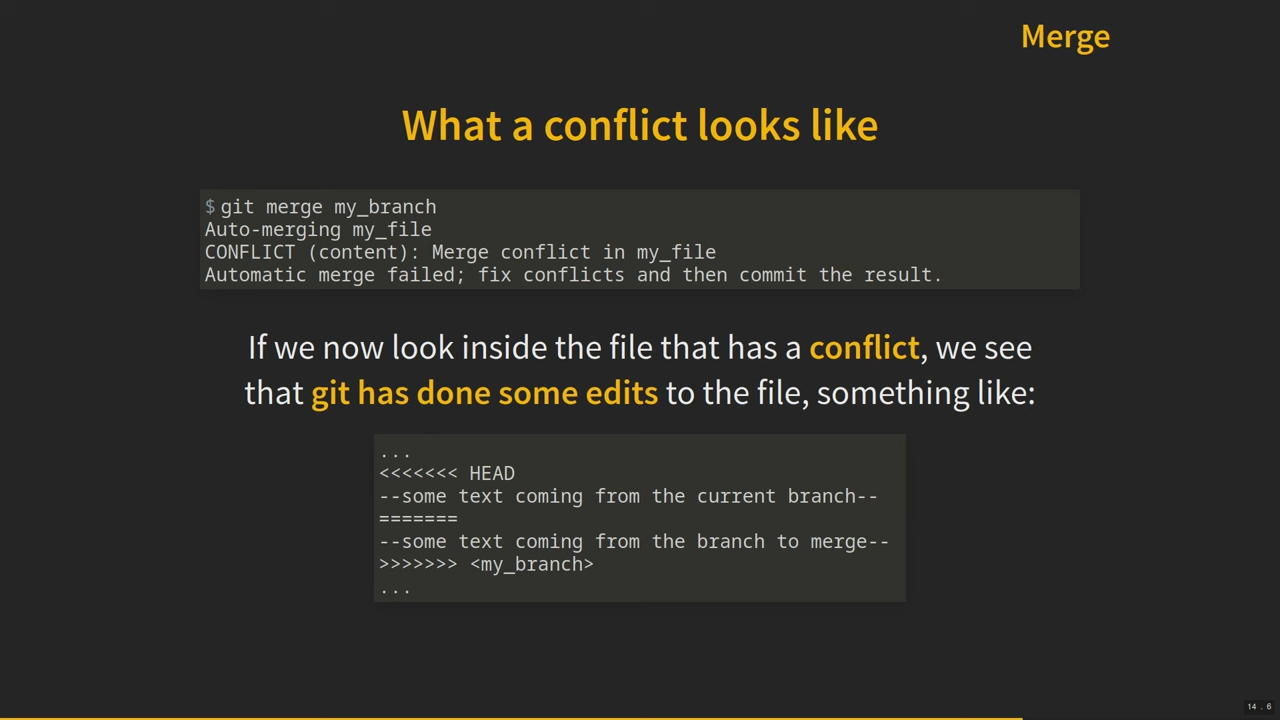 Merge
What a conflict looks like
$ git merge my_branch
Auto-merging my_file
CONFLICT (content): Merge conflict in my_file
Automatic merge failed; fix conflicts and then commit the result.
If we now look inside the file that has a conflict, we see
that git has done some edits to the file, something like:
...
<<<<<<< HEAD
--some text coming from the current branch--
=======
--some text coming from the branch to merge--
>>>>>>> <my_branch>
...
14 . 6